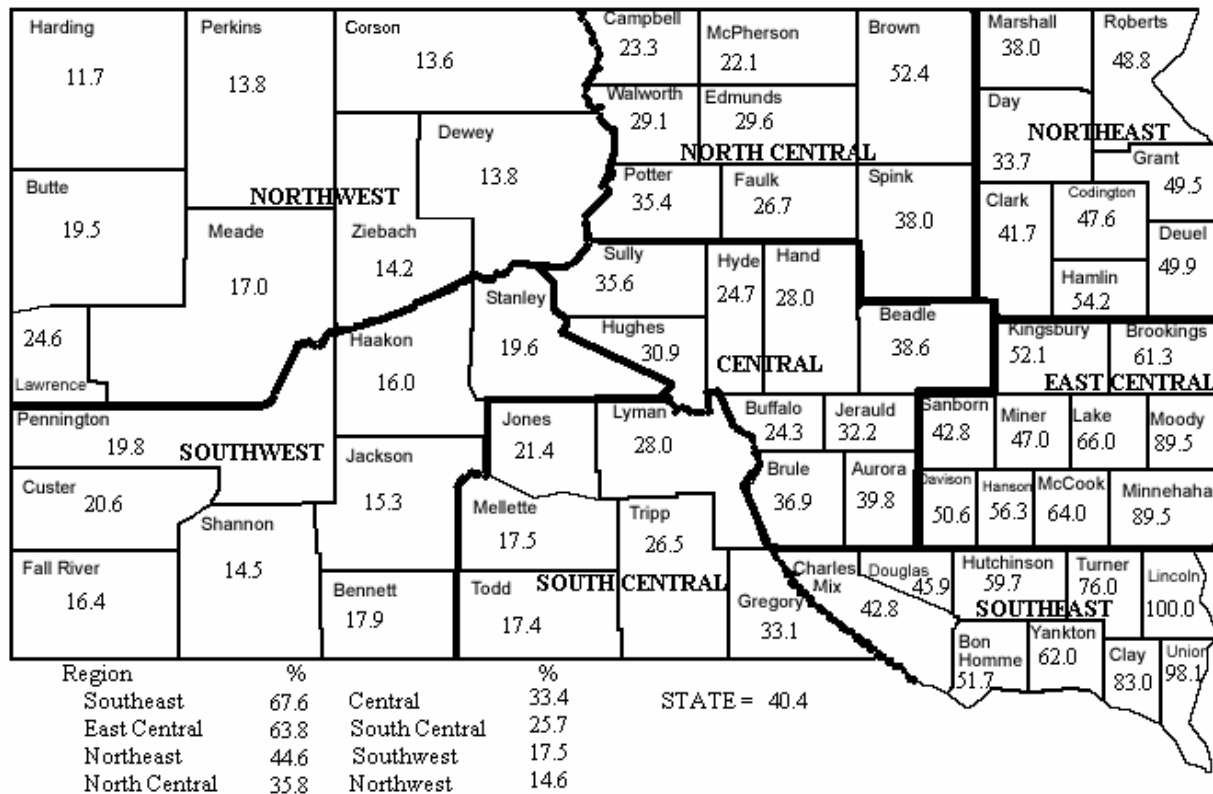 Harding
11.7
Perkins
13.8
Corson
13.6
Campbell
23.3
McPherson
22.1
Brown
52.4
Marshall
38.0
Roberts
48.8
Walworth
29.1
Edmunds
29.6
Day
33.7
NORTHEAST
Dewey
13.8
NORTH CENTRAL
Grant
49.5
Butte
19.5
NORTHWEST
Potter
35.4
Faulk
26.7
Spink
38.0
Clark
41.7
Codington
47.6
Deuel
49.9
Meade
17.0
Ziebach
14.2
Sully
35.6
Hyde
24.7
Hand
28.0
Hamlin
54.2
Stanley
19.6
Hughes
30.9
Beadle
38.6
Kingsbury
52.1
Brookings
61.3
24.6
Lawrence
Haakon
16.0
CENTRAL
EAST CENTRAL
Pennington
19.8
SOUTHWEST
Jones
21.4
Lyman
28.0
Buffalo
24.3
Jerauld
32.2
Sanborn
42.8
Miner
47.0
Lake
66.0
Moody
89.5
Custer
20.6
Jackson
15.3
Brule
36.9
Aurora
39.8
Davison
50.6
Hanson
56.3
McCook
64.0
Minnehaha
89.5
Shannon
14.5
Mellette
17.5
Tripp
26.5
Fall River
16.4
Bennett
17.9
Todd
17.4
SOUTH CENTRAL
Gregory
33.1
Charles
Mix
42.8
Douglas
45.9
Hutchinson
59.7
Turner
76.0
Lincoln
100.0
SOUTHEAST
Bon
Homme
51.7
Yankton
62.0
Clay
83.0
Union
98.1
Region % %
Southeast 67.6 Central 33.4 STATE = 40.4
East Central 63.8 South Central 25.7
Northeast 44.6 Southwest 17.5
North Central 35.8 Northwest 14.6